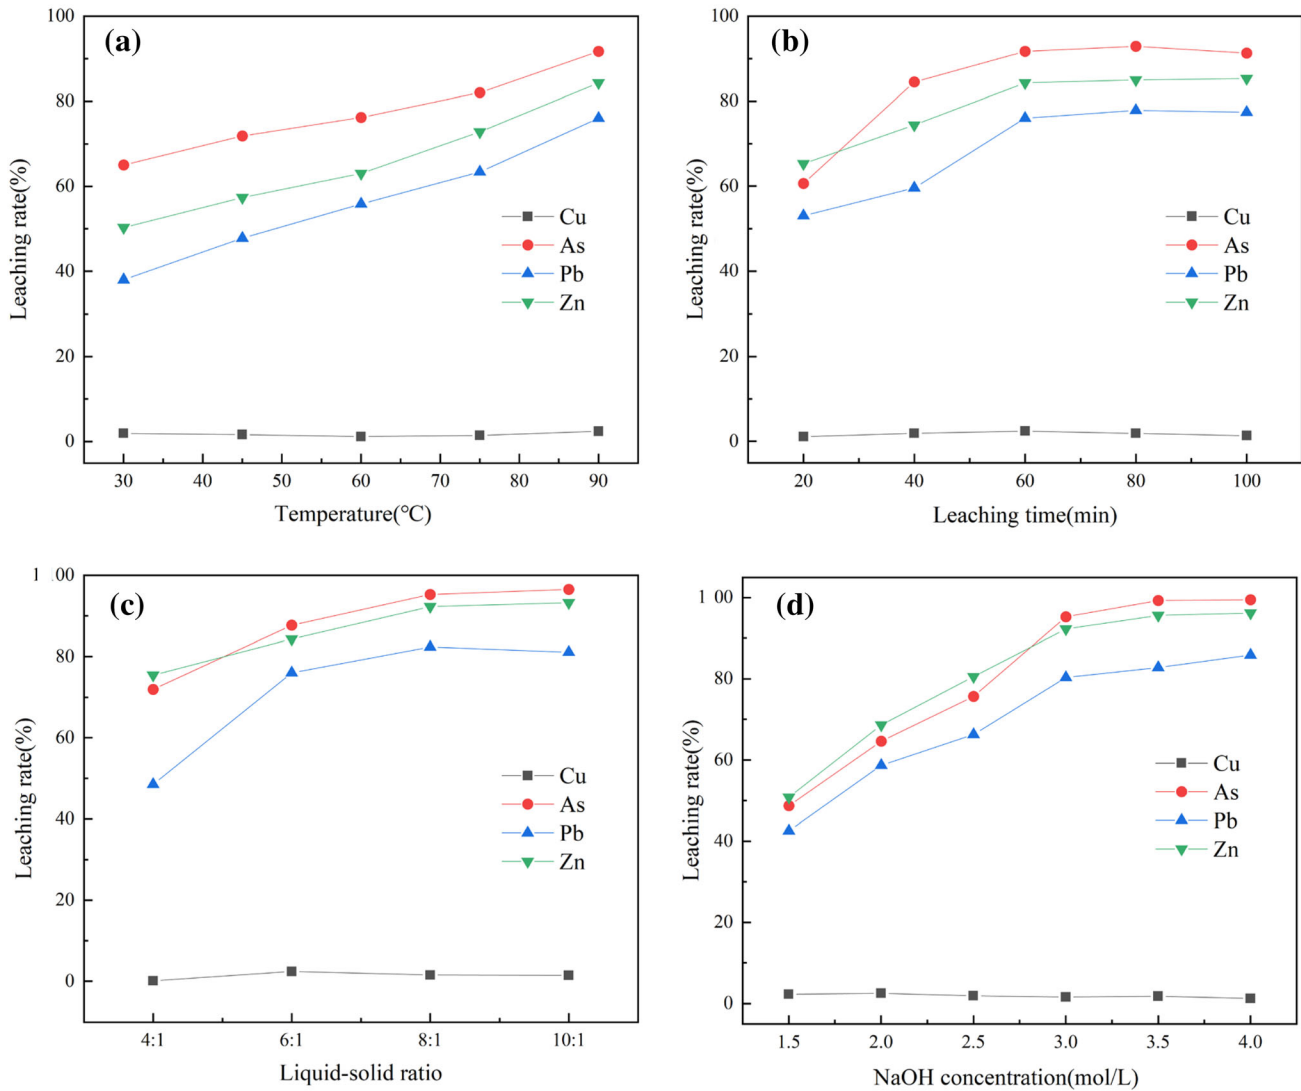 (a)
100
80
60
40
20
0
Leaching rate(%)
Cu
As
Pb
Zn
30 40 50 60 70 80 90
Temperature(℃)
(b)
100
80
60
40
20
0
Leaching rate(%)
Cu
As
Pb
Zn
20 40 60 80 100
Leaching time(min)
(c)
1 00
80
60
40
20
0
Leaching rate(%)
Cu
As
Pb
Zn
4:1 6:1 8:1 10:1
Liquid-solid ratio
(d)
1 00
80
60
40
20
0
Leaching rate(%)
Cu
As
Pb
Zn
1.5 2.0 2.5 3.0 3.5 4.0
NaOH concentration(mol/L)